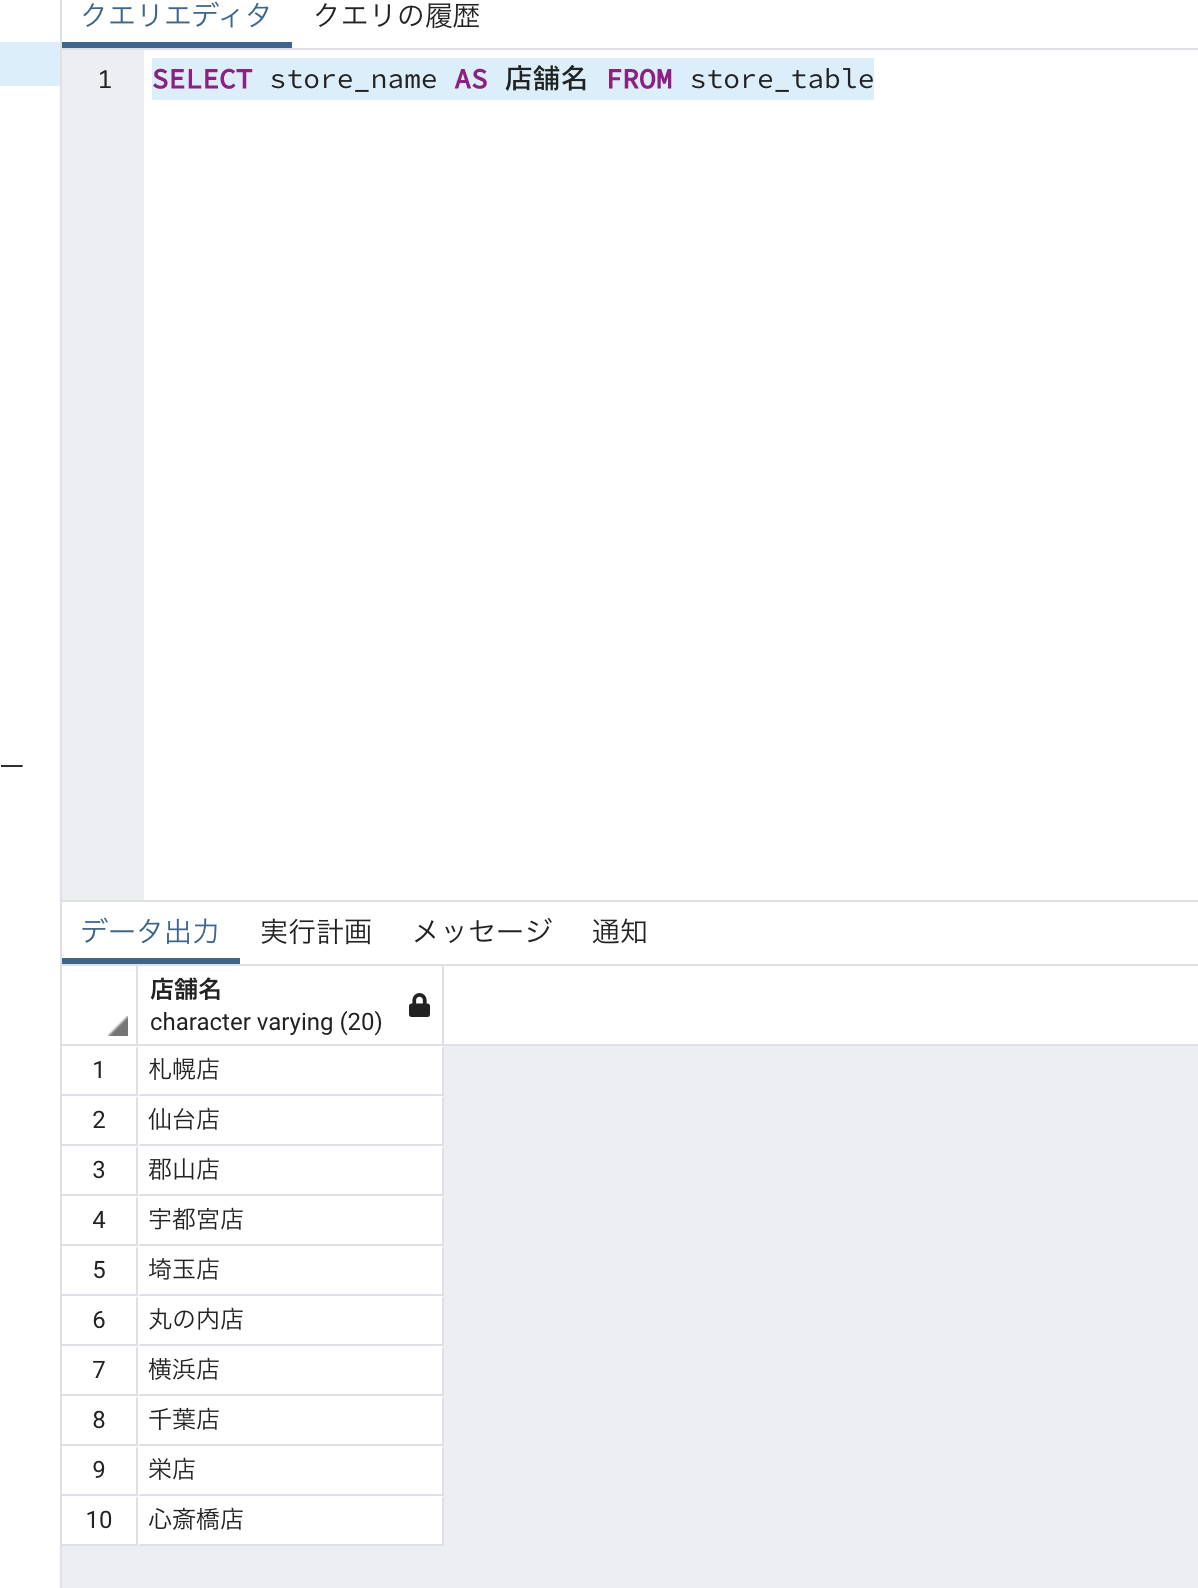 クエリエディタ クエリの履歴
1 SELECT store_name AS 店舗名 FROM store_table
データ出力 実行計画 メッセージ 通知
店舗名
character varying (20)
1 札幌店
2 仙台店
3 郡山店
4 宇都宮店
5 埼玉店
6 丸の内店
7 横浜店
8 千葉店
9 栄店
10 心斎橋店